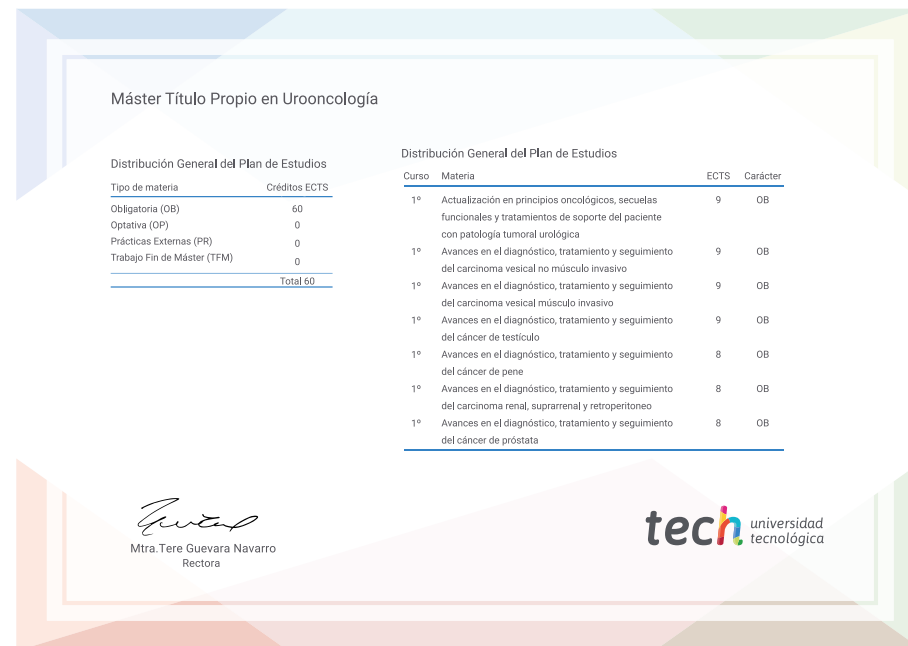 Máster Título Propio en Urooncología
Distribución General del Plan de Estudios
Tipo de materia Créditos ECTS
Obligatoria (OB) 60
Optativa (OP) 0
Prácticas Externas (PR) 0
Trabajo Fin de Máster (TFM) 0
Total 60
Distribución General del Plan de Estudios
Curso Materia ECTS Carácter
1º Actualización en principios oncológicos, secuelas 9 OB
funcionales y tratamientos de soporte del paciente
con patología tumoral urológica
1º Avances en el diagnóstico, tratamiento y seguimiento 9 OB
del carcinoma vesical no músculo invasivo
1º Avances en el diagnóstico, tratamiento y seguimiento 9 OB
del carcinoma vesical músculo invasivo
1º Avances en el diagnóstico, tratamiento y seguimiento 9 OB
del cáncer de testículo
1º Avances en el diagnóstico, tratamiento y seguimiento 8 OB
del cáncer de pene
1º Avances en el diagnóstico, tratamiento y seguimiento 8 OB
del carcinoma renal, suprarrenal y retroperitoneo
1º Avances en el diagnóstico, tratamiento y seguimiento 8 OB
del cáncer de próstata
Mtra.Tere Guevara Navarro
Rectora
tech universidad
tecnológica